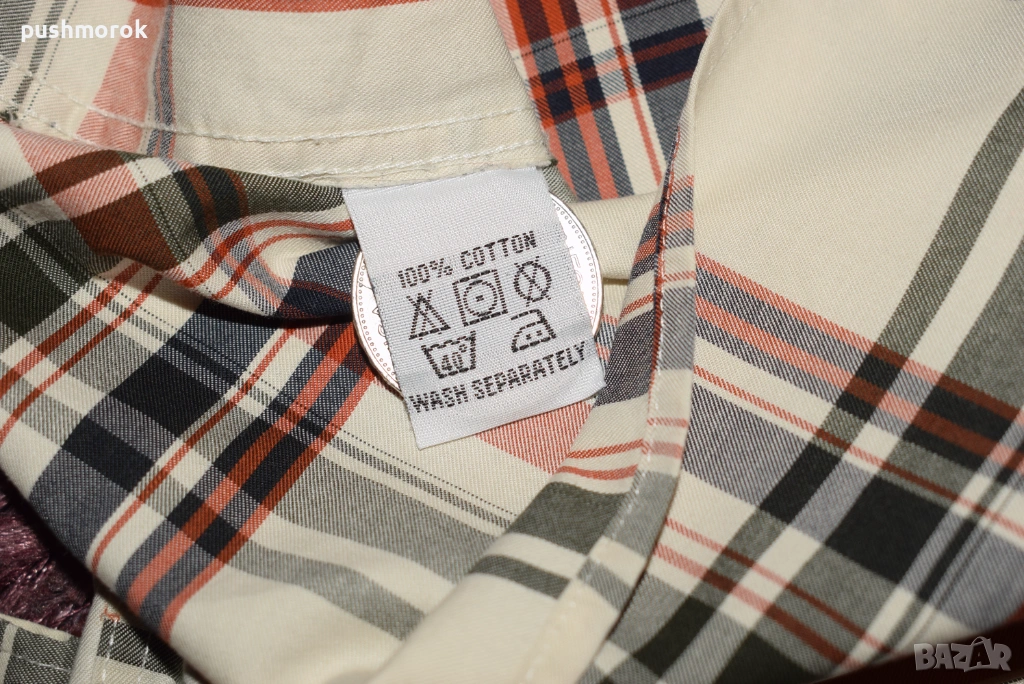 pushmorok
100% COTTON
40°
WASH SEPARATELY
BAZAR